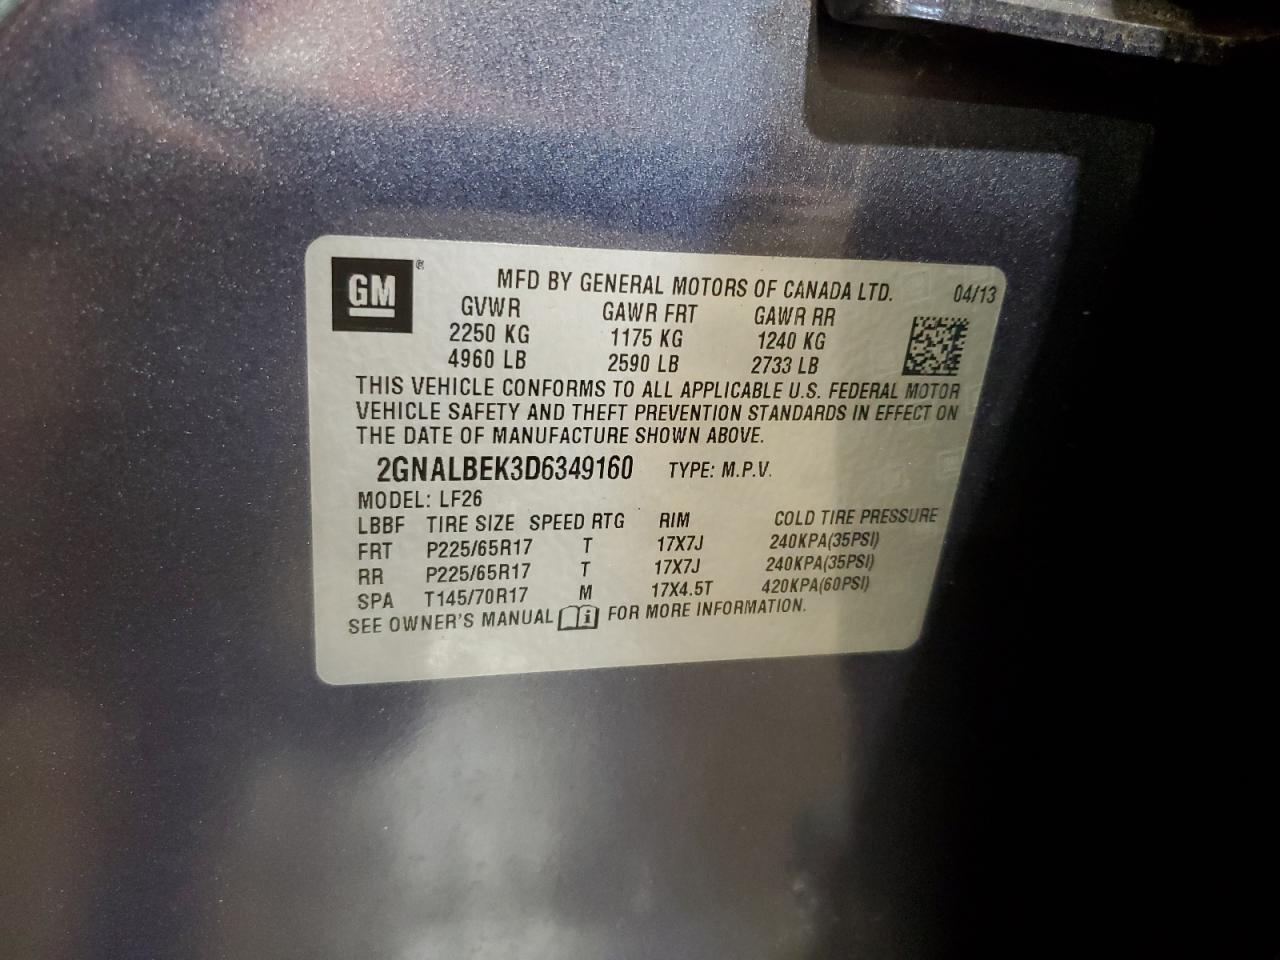 GM®
MFD BY GENERAL MOTORS OF CANADA LTD. 04/13
GVWR GAWR FRT GAWR RR
2250 KG 1175 KG 1240 KG
4960 LB 2590 LB 2733 LB
THIS VEHICLE CONFORMS TO ALL APPLICABLE U.S. FEDERAL MOTOR
VEHICLE SAFETY AND THEFT PREVENTION STANDARDS IN EFFECT ON
THE DATE OF MANUFACTURE SHOWN ABOVE.
2GNALBEK3D6349160 TYPE: M.P.V.
MODEL: LF26
LBBF TIRE SIZE SPEED RTG RIM COLD TIRE PRESSURE
FRT P225/65R17 T 17X7J 240KPA(35PSI)
RR P225/65R17 T 17X7J 240KPA(35PSI)
SPA T145/70R17 M 17X4.5T 420KPA(60PSI)
SEE OWNER'S MANUAL i FOR MORE INFORMATION.